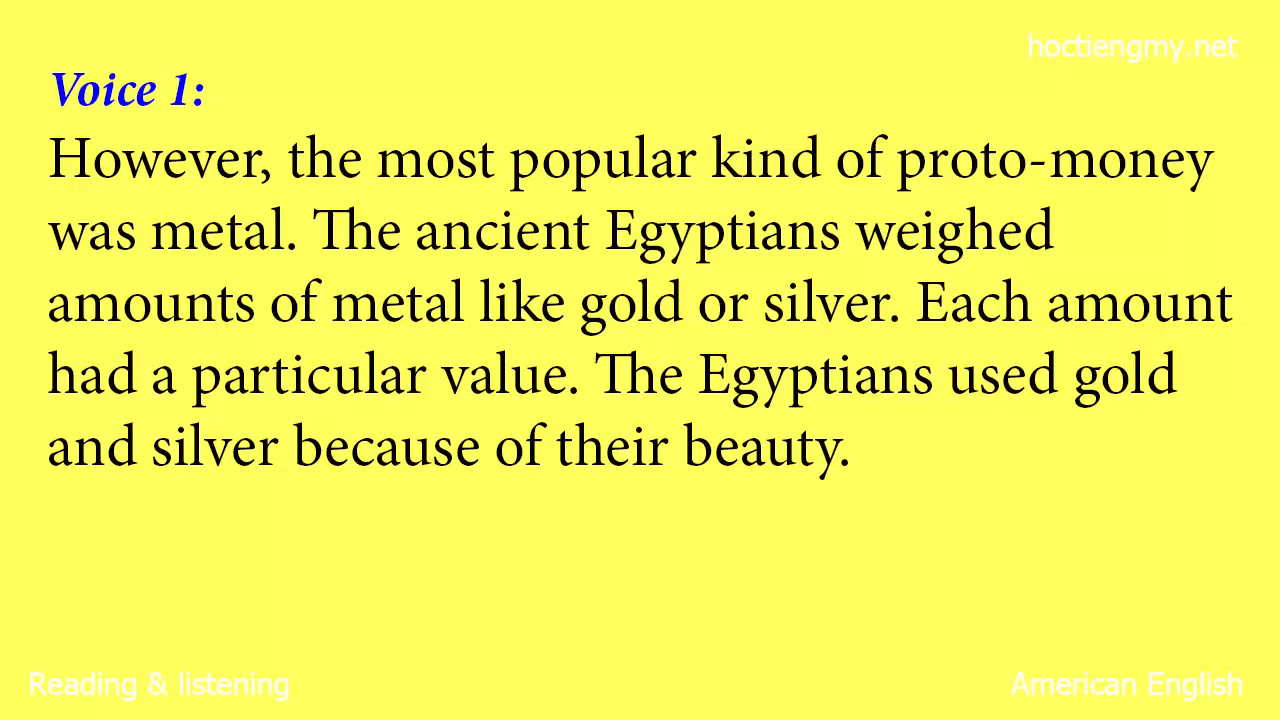 hoctiengmy.net
Voice 1:
However, the most popular kind of proto-money
was metal. The ancient Egyptians weighed
amounts of metal like gold or silver. Each amount
had a particular value. The Egyptians used gold
and silver because of their beauty.
Reading & listening
American English